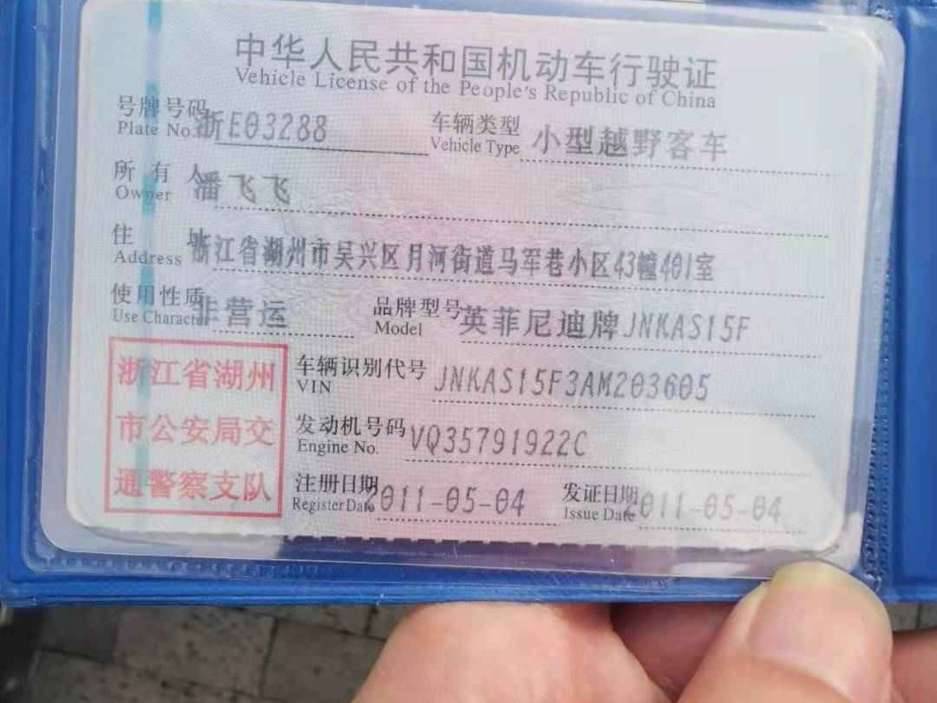 中华人民共和国机动车行驶证
Vehicle License of the People's Republic of China
号牌号码 浙E03288 车辆类型 小型越野客车
Plate No. Vehicle Type
所有人 潘飞飞
Owner
住址 浙江省湖州市吴兴区月河街道马军巷小区43幢401室
Address
使用性质 非营运 品牌型号 英菲尼迪牌JNKAS15F
Use Character Model
浙江省湖州
市公安局交
通警察支队
车辆识别代号 JNKAS15F3AM203605
VIN
发动机号码 VQ35791922C
Engine No.
注册日期 2011-05-04 发证日期 2011-05-04
Register Date Issue Date